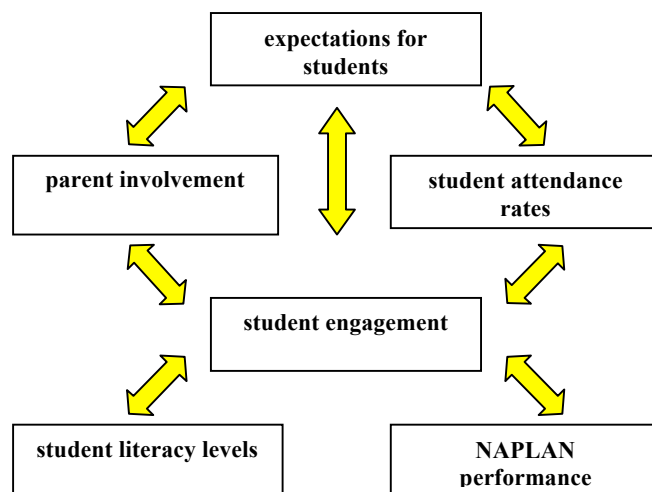 expectations for
students
parent involvement
student attendance
rates
student engagement
student literacy levels
NAPLAN
performance